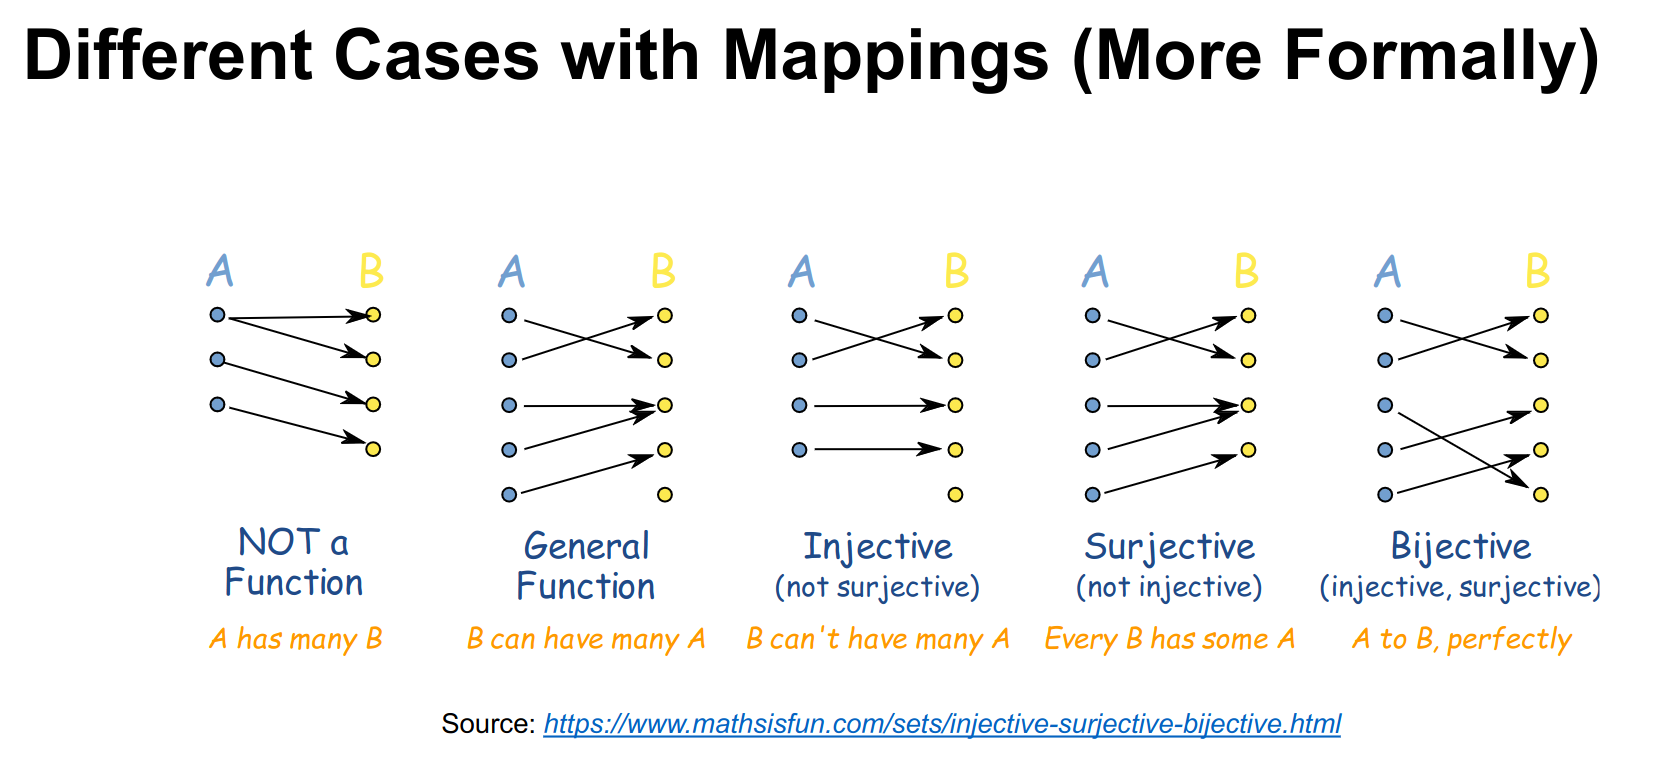 Different Cases with Mappings (More Formally)
A B A B A B A B A B
NOT a
Function
General
Function
Injective
(not surjective)
Surjective
(not injective)
Bijective
(injective, surjective)
A has many B
B can have many A
B can't have many A
Every B has some A
A to B, perfectly
Source: https://www.mathsisfun.com/sets/injective-surjective-bijective.html